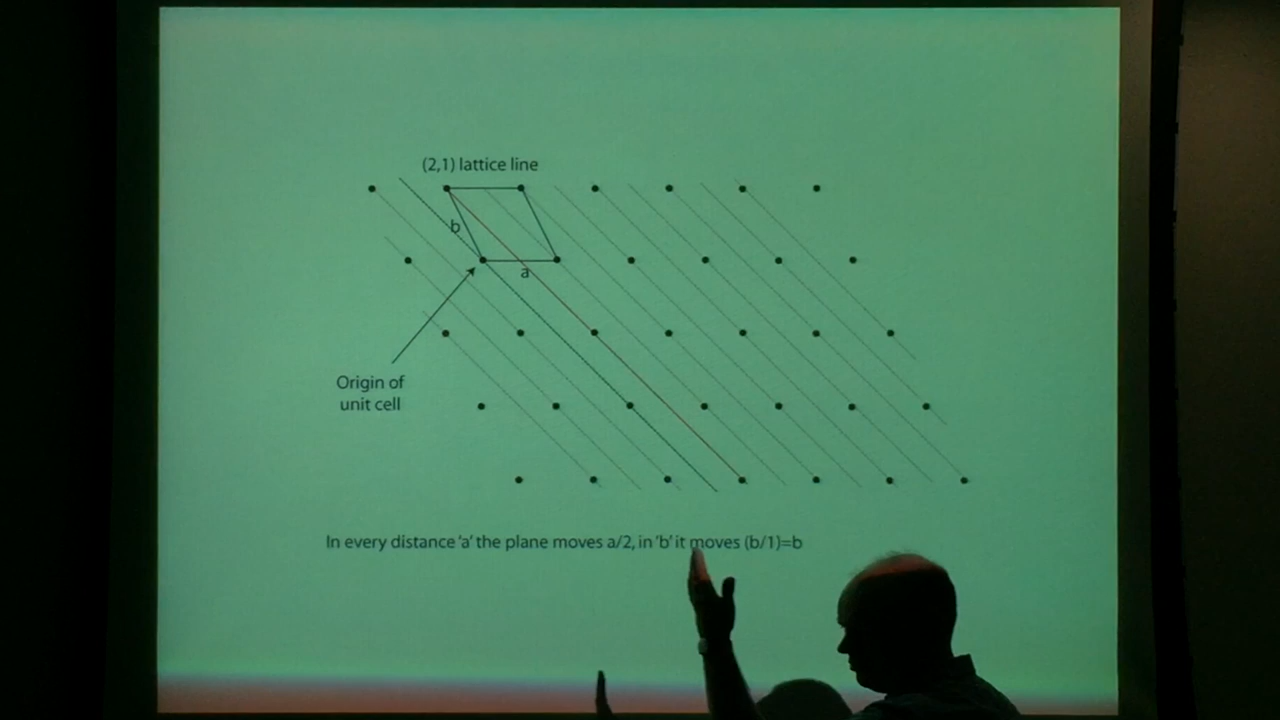 (2,1) lattice line
b
a
Origin of
unit cell
In every distance 'a' the plane moves a/2, in 'b' it moves (b/1)=b